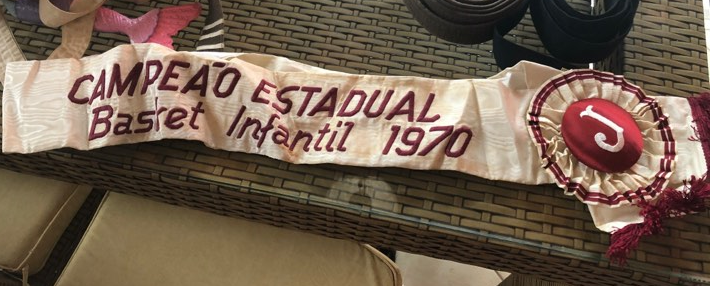 CAMPEÃO ESTADUAL
Basket Infantil 1970
J